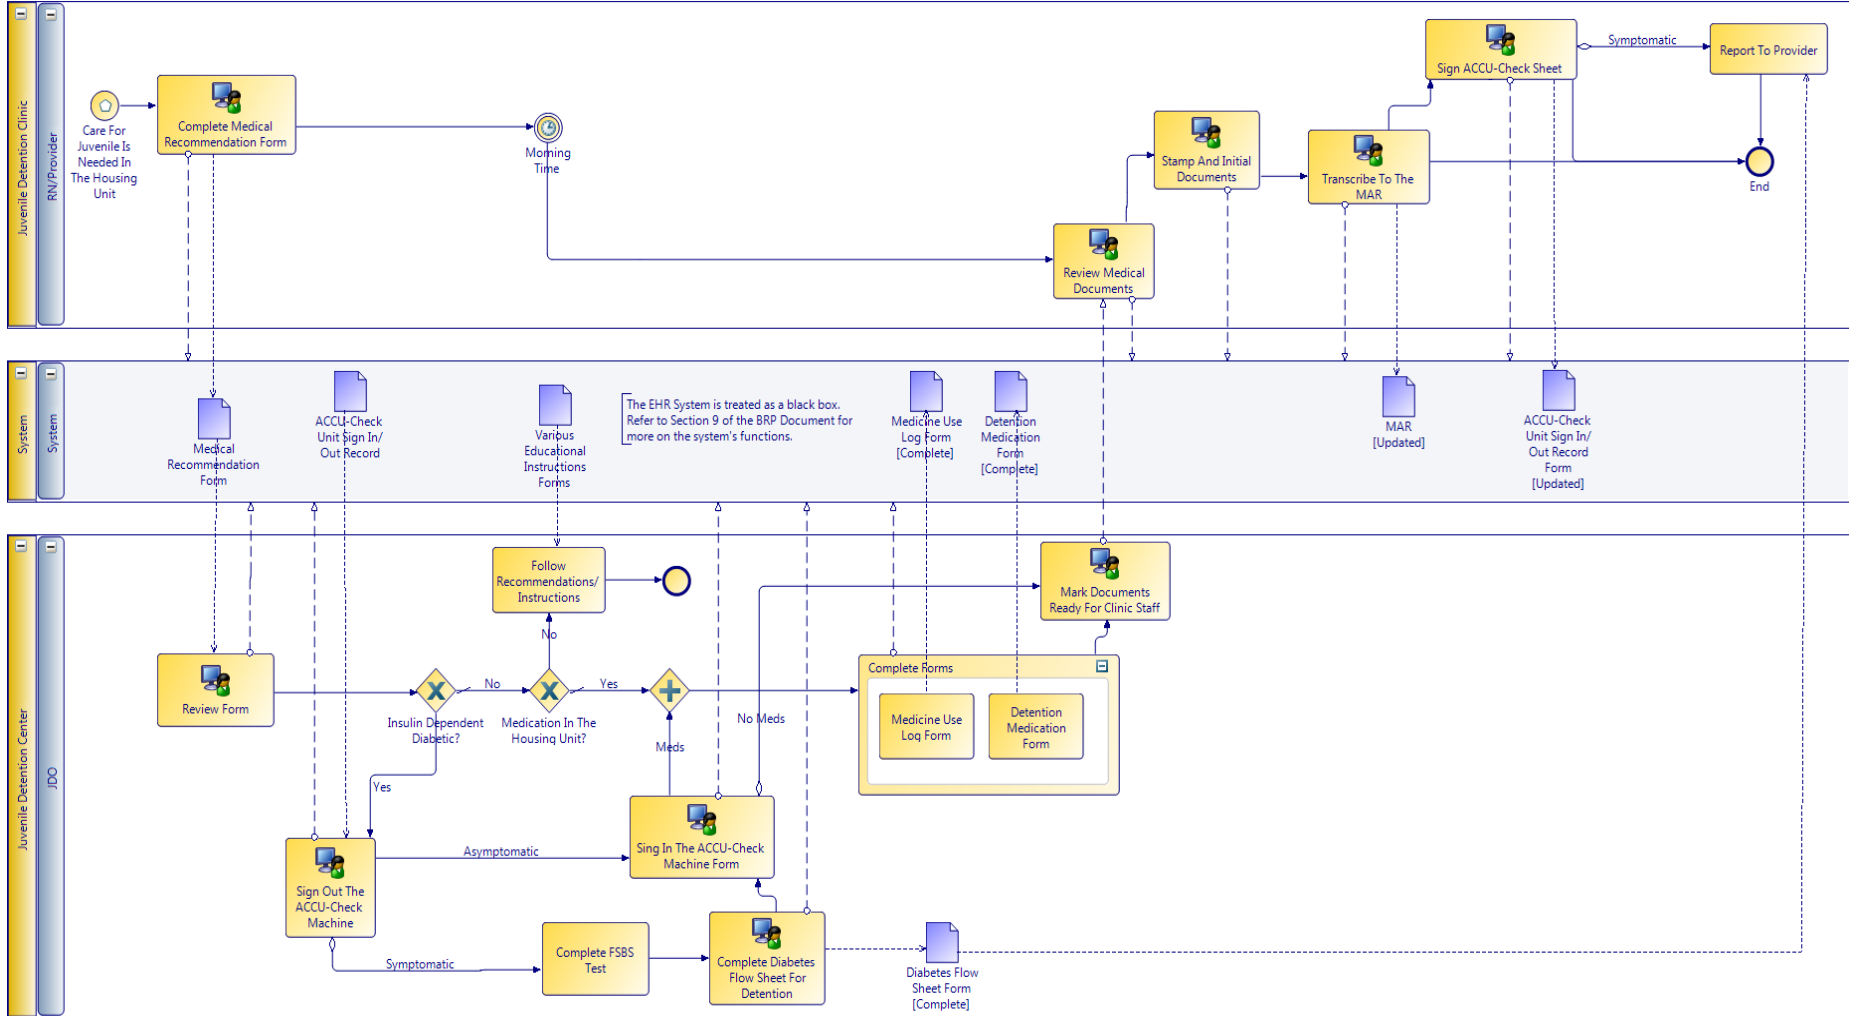 Juvenile Detention Clinic
RN/Provider
Care For
Juvenile Is
Needed In
The Housing
Unit
Complete Medical
Recommendation Form
Morning
Time
Review Medical
Documents
Stamp And Initial
Documents
Transcribe To The
MAR
Sign ACCU-Check Sheet
Symptomatic
Report To Provider
End
System
System
Medical
Recommendation
Form
ACCU-Check
Unit Sign In/
Out Record
Various
Educational
Instructions
Forms
The EHR System is treated as a black box.
Refer to Section 9 of the BRP Document for
more on the system's functions.
Medicine Use
Log Form
[Complete]
Detention
Medication
Form
[Complete]
MAR
[Updated]
ACCU-Check
Unit Sign In/
Out Record
Form
[Updated]
Juvenile Detention Center
JDO
Review Form
Insulin Dependent
Diabetic?
No
Yes
Medication In The
Housing Unit?
No
Yes
Follow
Recommendations/
Instructions
Meds
No Meds
Complete Forms
Medicine Use
Log Form
Detention
Medication
Form
Mark Documents
Ready For Clinic Staff
Sign Out The
ACCU-Check
Machine
Asymptomatic
Sing In The ACCU-Check
Machine Form
Symptomatic
Complete FSBS
Test
Complete Diabetes
Flow Sheet For
Detention
Diabetes Flow
Sheet Form
[Complete]